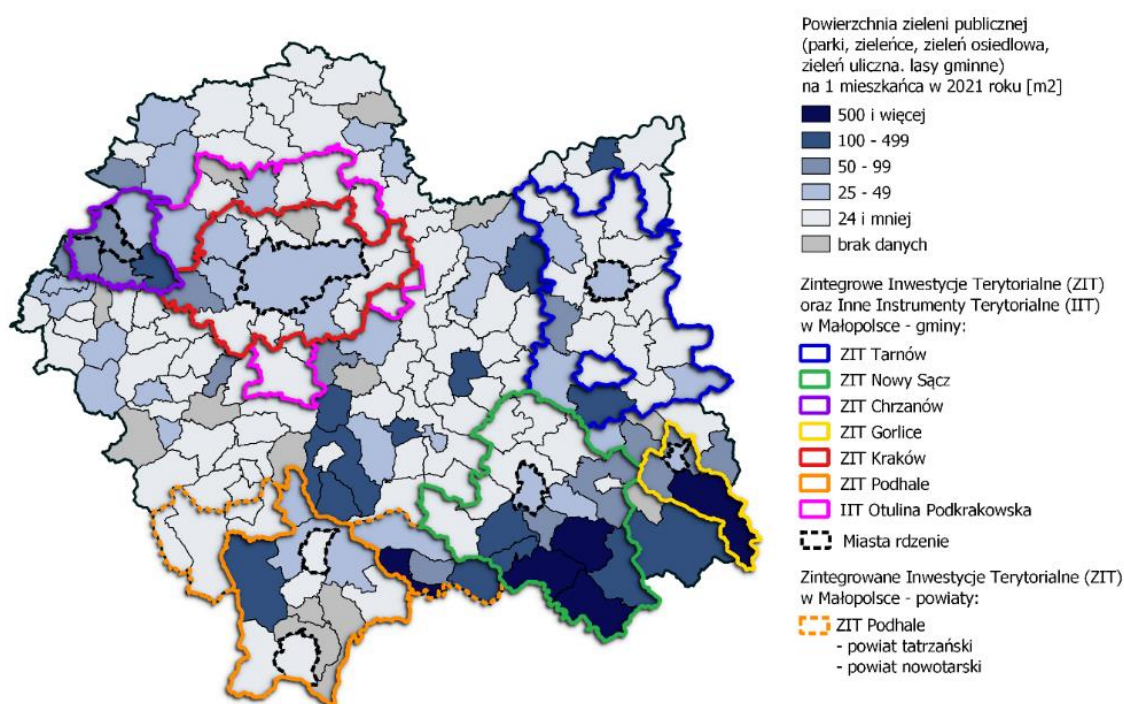 Powierzchnia zieleni publicznej
(parki, zieleńce, zieleń osiedlowa,
zieleń uliczna. lasy gminne)
na 1 mieszkańca w 2021 roku [m2]
500 i więcej
100 - 499
50 - 99
25 - 49
24 i mniej
brak danych
Zintegrowe Inwestycje Terytorialne (ZIT)
oraz Inne Instrumenty Terytorialne (IIT)
w Małopolsce - gminy:
ZIT Tarnów
ZIT Nowy Sącz
ZIT Chrzanów
ZIT Gorlice
ZIT Kraków
ZIT Podhale
IIT Otulina Podkrakowska
Miasta rdzenie
Zintegrowane Inwestycje Terytorialne (ZIT)
w Małopolsce - powiaty:
ZIT Podhale
- powiat tatrzański
- powiat nowotarski